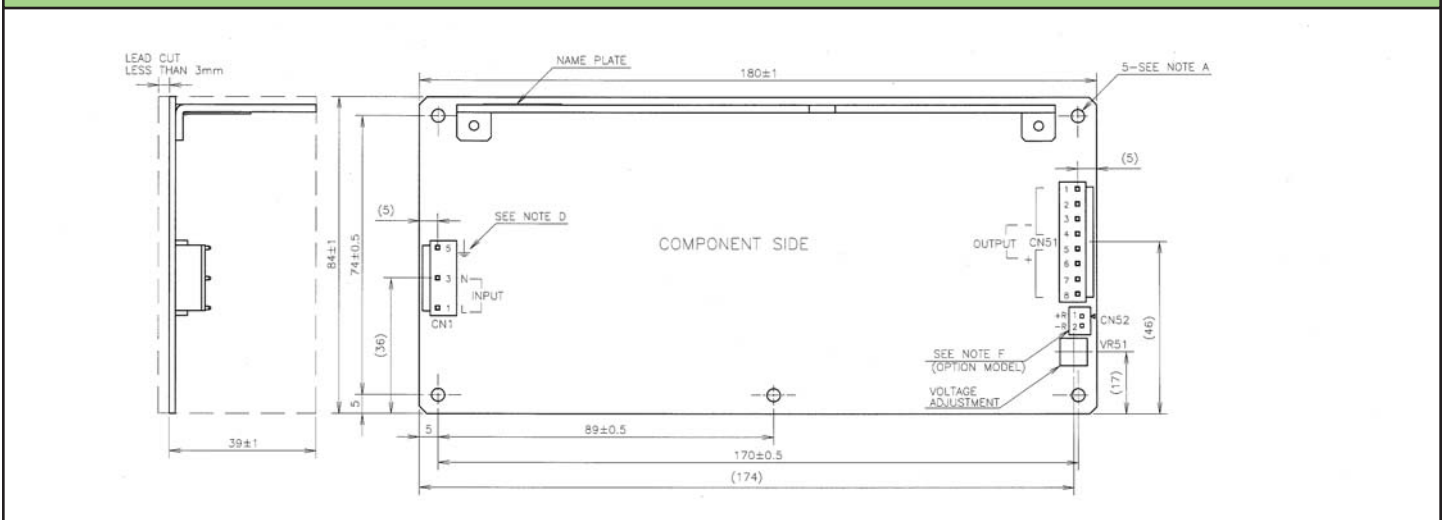 LEAD CUT
LESS THAN 3mm
NAME PLATE
180±1
5-SEE NOTE A
(5)
(5)
SEE NOTE D
84±1
74±0.5
COMPONENT SIDE
1
2
3
4
5
6
7
8
OUTPUT
-
+
CN51
5
3 N
1 L
INPUT
CN1
(36)
+R 1
-R 2
CN52
VR51
SEE NOTE F
(OPTION MODEL)
VOLTAGE
ADJUSTMENT
(17)
(46)
5
5
39±1
89±0.5
170±0.5
(174)